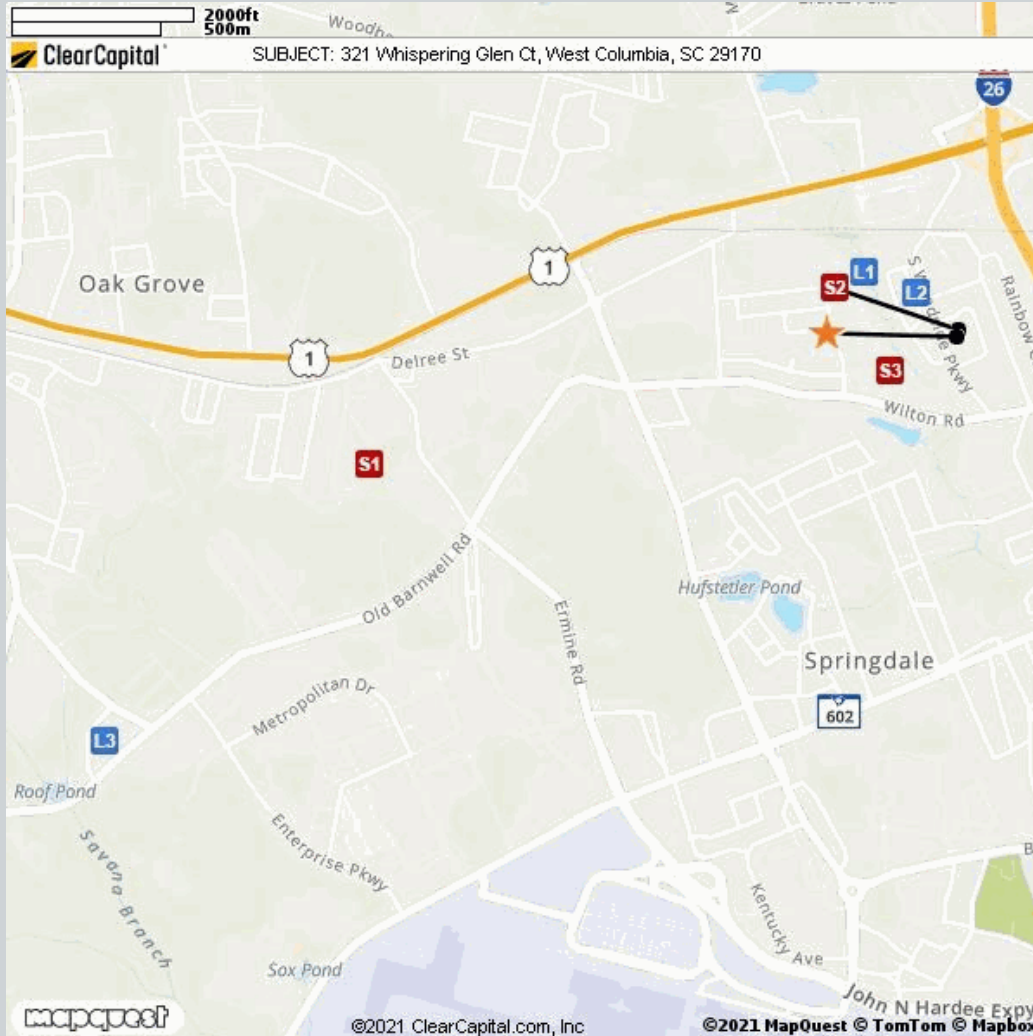 2000ft
500m
Woodh
ClearCapital
SUBJECT: 321 Whispering Glen Ct, West Columbia, SC 29170
26
Oak Grove
1
1
Delree St
S2
L1
L2
Pkwy
Rainbow
S3
Wilton Rd
S1
Old Barnwell Rd
Hufstetler Pond
Ermine Rd
Springdale
602
Metropolitan Dr
L3
Roof Pond
Savana Branch
Enterprise Pkwy
Kentucky Ave
Sox Pond
John N Hardee Expy
mapquest
©2021 ClearCapital.com, Inc
©2021 MapQuest © TomTom © Mapbox